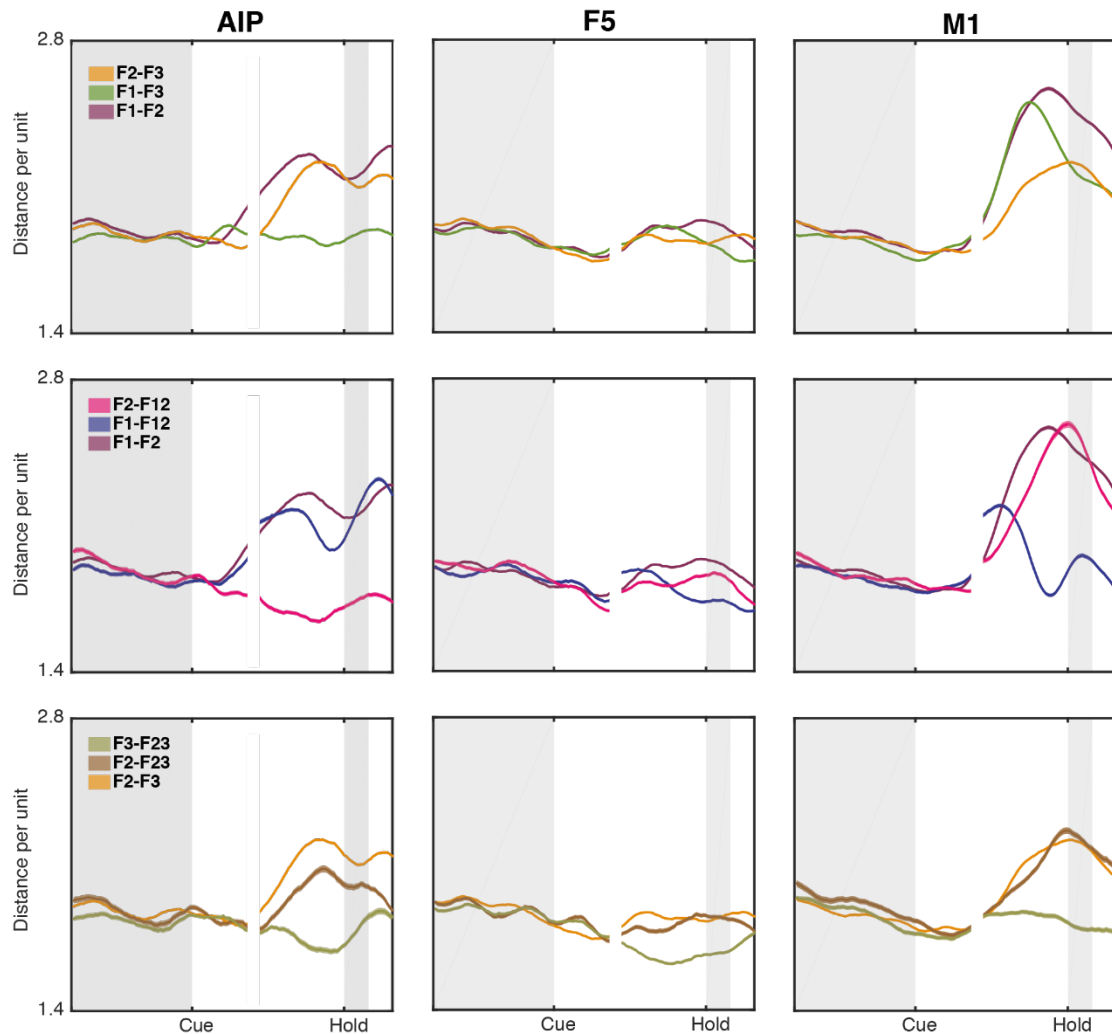 AIP F5 M1
2.8
F2-F3
F1-F3
F1-F2
Distance per unit
1.4
2.8
F2-F12
F1-F12
F1-F2
Distance per unit
1.4
2.8
F3-F23
F2-F23
F2-F3
Distance per unit
1.4
Cue Hold Cue Hold Cue Hold